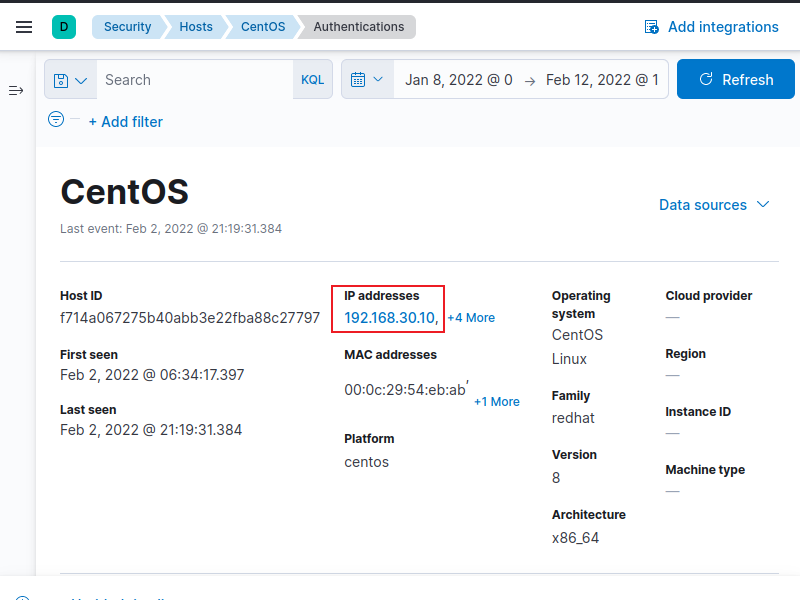 D
Security
Hosts
CentOS
Authentications
Add integrations
Search
KQL
Jan 8, 2022 @ 0
→
Feb 12, 2022 @ 1
Refresh
+ Add filter
CentOS
Last event: Feb 2, 2022 @ 21:19:31.384
Data sources
Host ID
f714a067275b40abb3e22fba88c27797
First seen
Feb 2, 2022 @ 06:34:17.397
Last seen
Feb 2, 2022 @ 21:19:31.384
IP addresses
192.168.30.10, +4 More
MAC addresses
00:0c:29:54:eb:ab,
+1 More
Platform
centos
Operating
system
CentOS
Linux
Family
redhat
Version
8
Architecture
x86_64
Cloud provider
—
Region
—
Instance ID
—
Machine type
—